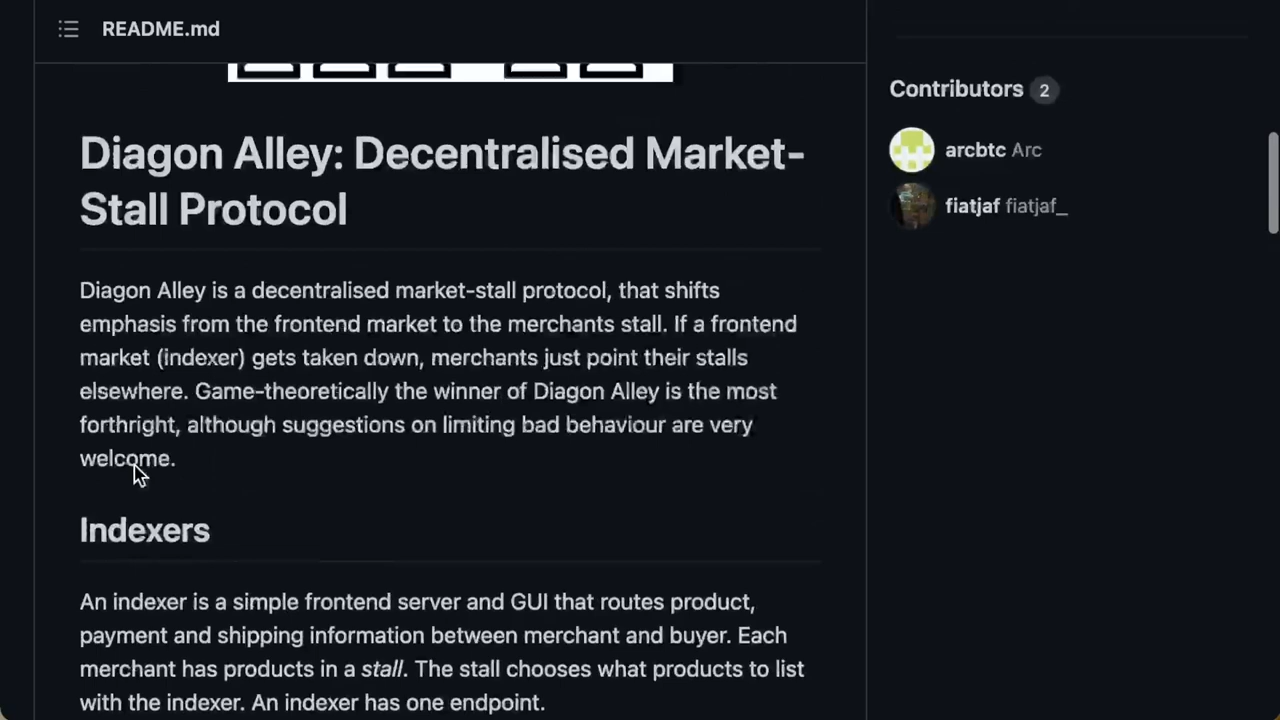 README.md
Diagon Alley: Decentralised Market-
Stall Protocol
Diagon Alley is a decentralised market-stall protocol, that shifts
emphasis from the frontend market to the merchants stall. If a frontend
market (indexer) gets taken down, merchants just point their stalls
elsewhere. Game-theoretically the winner of Diagon Alley is the most
forthright, although suggestions on limiting bad behaviour are very
welcome.
Indexers
An indexer is a simple frontend server and GUI that routes product,
payment and shipping information between merchant and buyer. Each
merchant has products in a stall. The stall chooses what products to list
with the indexer. An indexer has one endpoint.
Contributors 2
arcbtc Arc
fiatjaf fiatjaf_